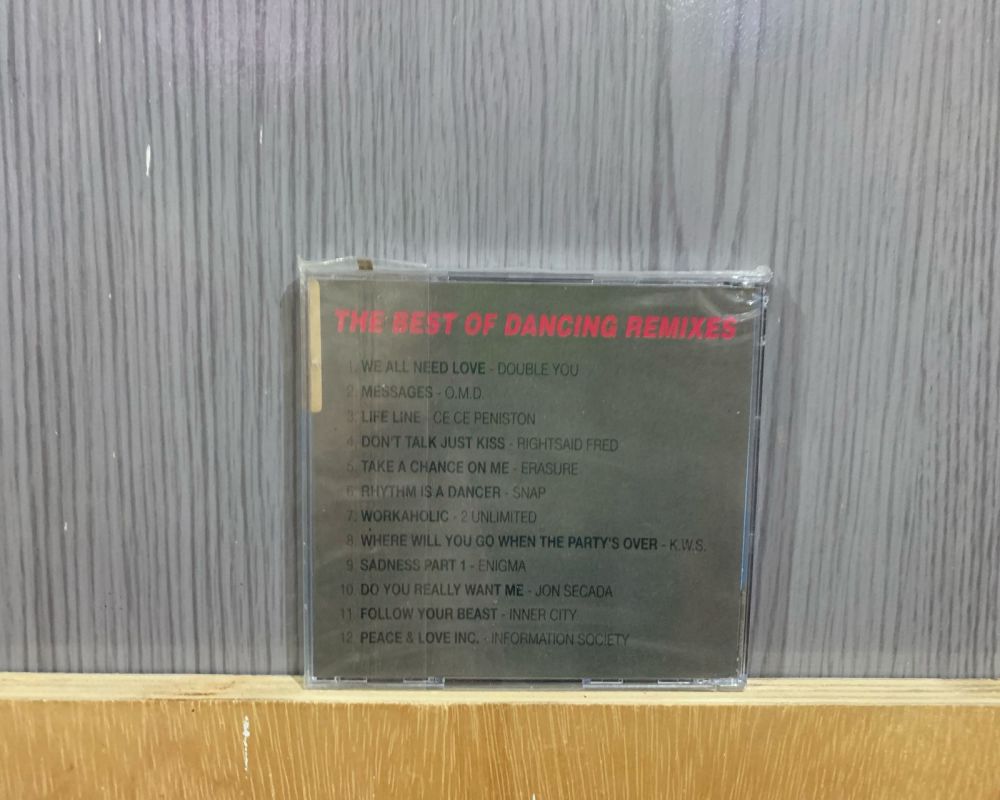 THE BEST OF DANCING REMIXES
1. WE ALL NEED LOVE - DOUBLE YOU
2. MESSAGES - O.M.D.
3. LIFE LINE - CE CE PENISTON
4. DON'T TALK JUST KISS - RIGHTSAID FRED
5. TAKE A CHANCE ON ME - ERASURE
6. RHYTHM IS A DANCER - SNAP
7. WORKAHOLIC - 2 UNLIMITED
8. WHERE WILL YOU GO WHEN THE PARTY'S OVER - K.W.S.
9. SADNESS PART 1 - ENIGMA
10. DO YOU REALLY WANT ME - JON SECADA
11. FOLLOW YOUR BEAST - INNER CITY
12. PEACE & LOVE INC. - INFORMATION SOCIETY